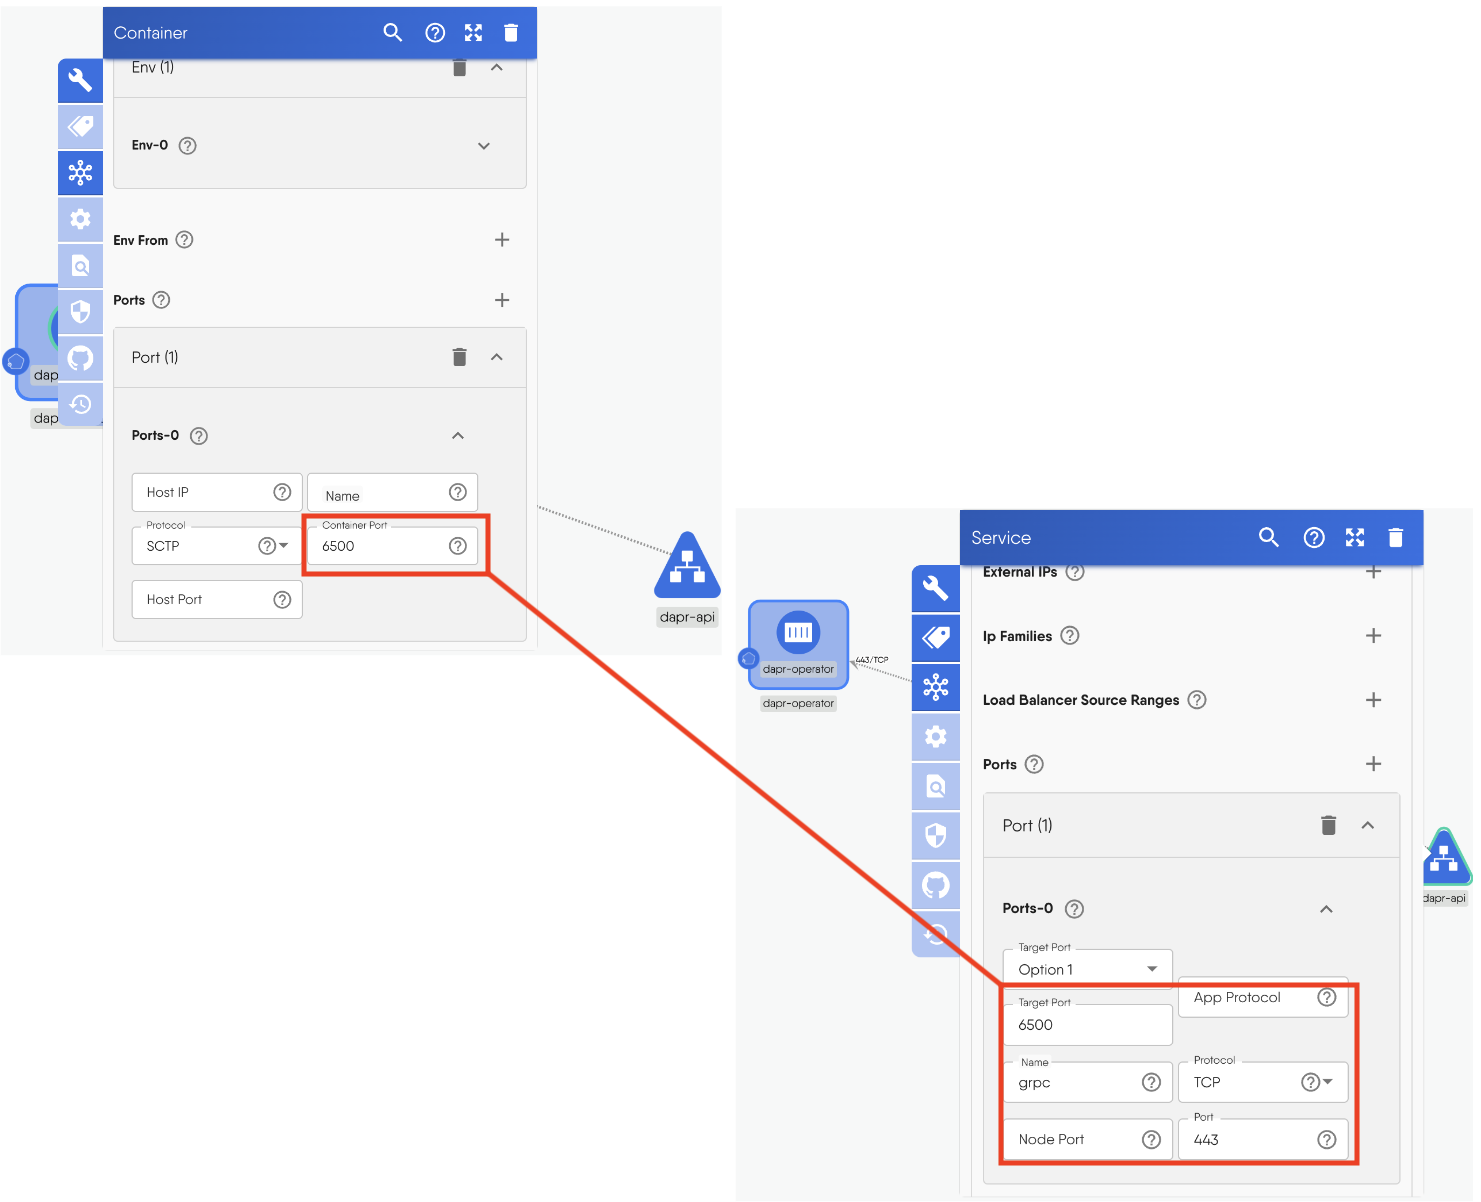 Container
Env (1)
Env-0
Env From
Ports
Port (1)
dap
dap
Ports-0
Host IP
Name
Protocol
SCTP
Container Port
6500
Host Port
dapr-api
Service
External IPs
Ip Families
443/TCP
dapr-operator
dapr-operator
Load Balancer Source Ranges
Ports
Port (1)
dapr-api
Ports-0
Target Port
Option 1
App Protocol
Target Port
6500
Name
grpc
Protocol
TCP
Node Port
Port
443